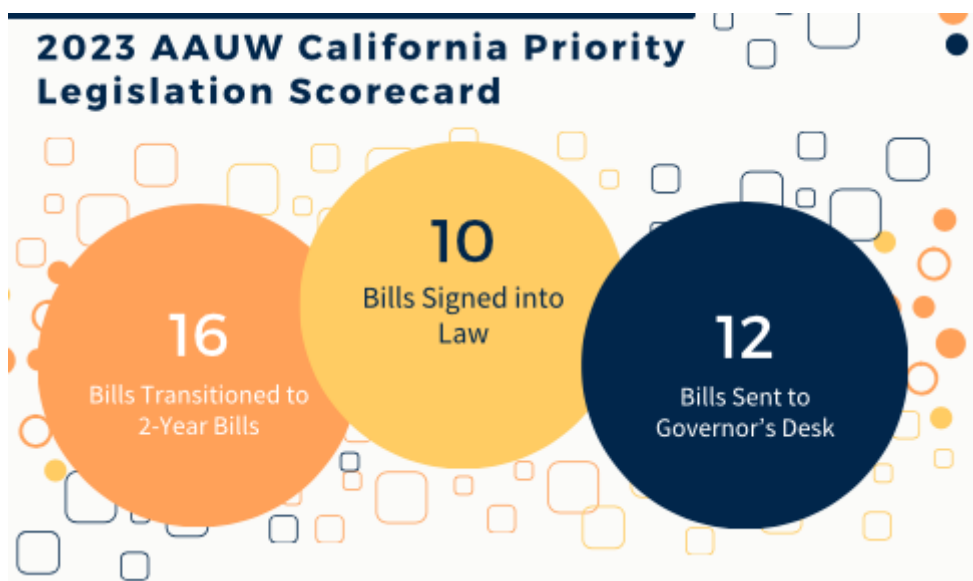 2023 AAUW California Priority
Legislation Scorecard
16
Bills Transitioned to
2-Year Bills
10
Bills Signed into
Law
12
Bills Sent to
Governor's Desk